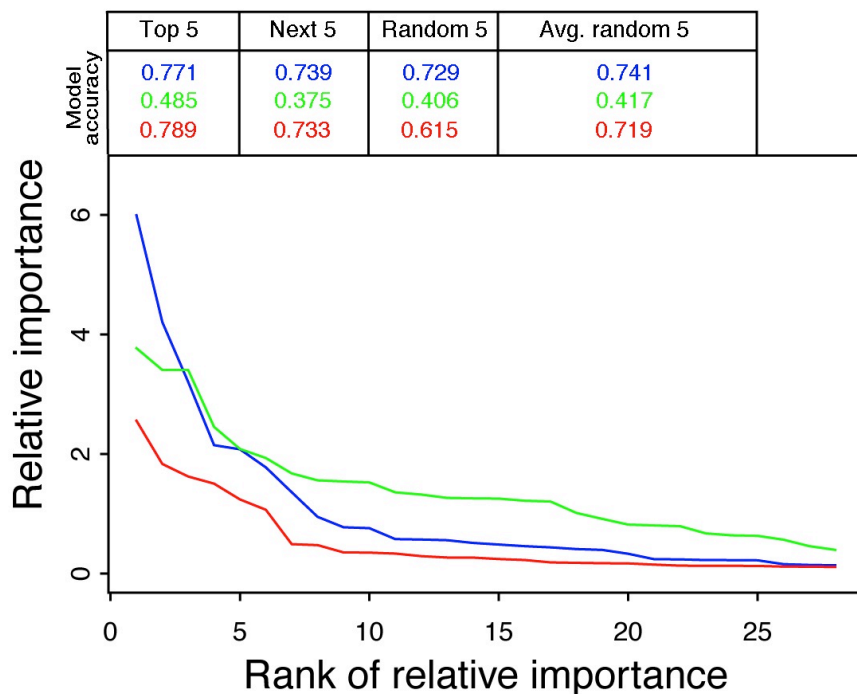 Top 5 Next 5 Random 5 Avg. random 5
Model
accuracy
0.771 0.739 0.729 0.741
0.485 0.375 0.406 0.417
0.789 0.733 0.615 0.719
Relative importance
6
4
2
0
0 5 10 15 20 25
Rank of relative importance